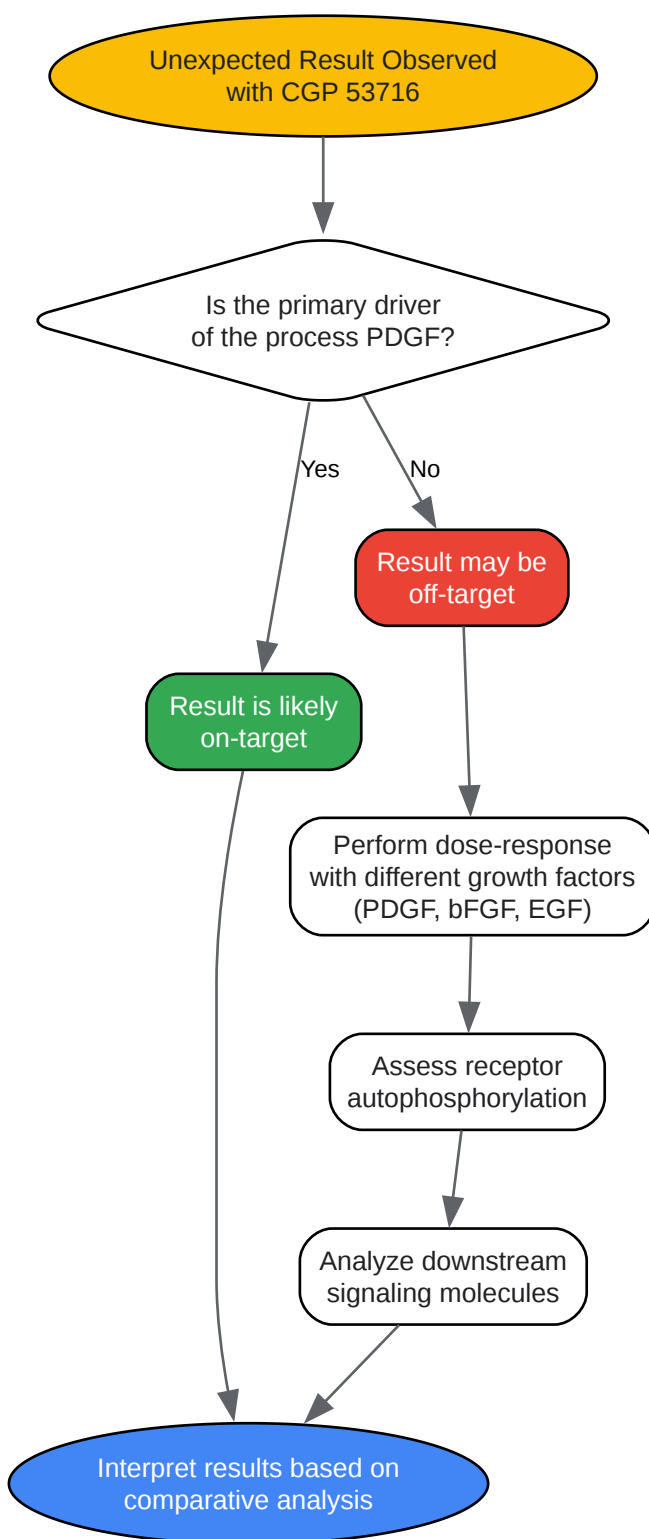 Unexpected Result Observed
with CGP 53716
Is the primary driver
of the process PDGF?
Yes
No
Result may be
off-target
Result is likely
on-target
Perform dose-response
with different growth factors
(PDGF, bFGF, EGF)
Assess receptor
autophosphorylation
Analyze downstream
signaling molecules
Interpret results based on
comparative analysis